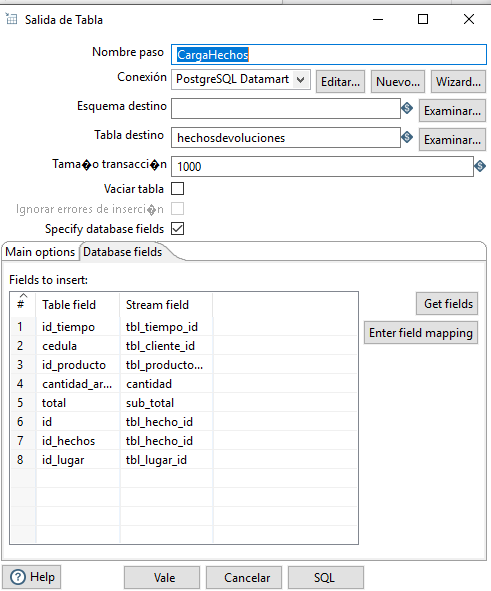 Salida de Tabla
Nombre paso CargaHechos
Conexión PostgreSQL Datamart Editar... Nuevo... Wizard...
Esquema destino Examinar...
Tabla destino hechosdevoluciones Examinar...
Tama�o transacci�n 1000
Vaciar tabla
Ignorar errores de inserci�n
Specify database fields
Main options Database fields
Fields to insert:
# Table field Stream field
Get fields
1 id_tiempo tbl_tiempo_id
Enter field mapping
2 cedula tbl_cliente_id
3 id_producto tbl_producto...
4 cantidad_ar... cantidad
5 total sub_total
6 id tbl_hecho_id
7 id_hechos tbl_hecho_id
8 id_lugar tbl_lugar_id
Help Vale Cancelar SQL